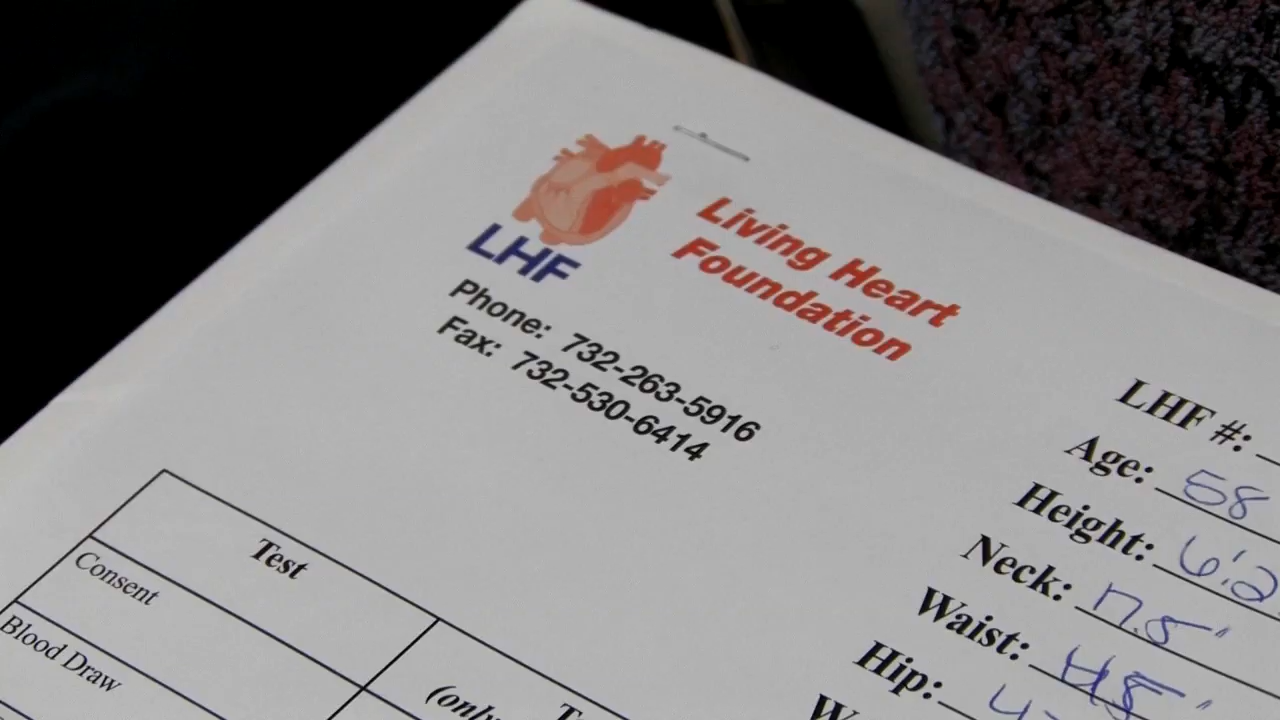 LHF
Living Heart
Foundation
Phone: 732-263-5916
Fax: 732-530-6414
LHF #:
Age: 58
Height: 6'2
Neck: 17.5"
Waist:
Hip:
Test
Consent
Blood Draw
(only